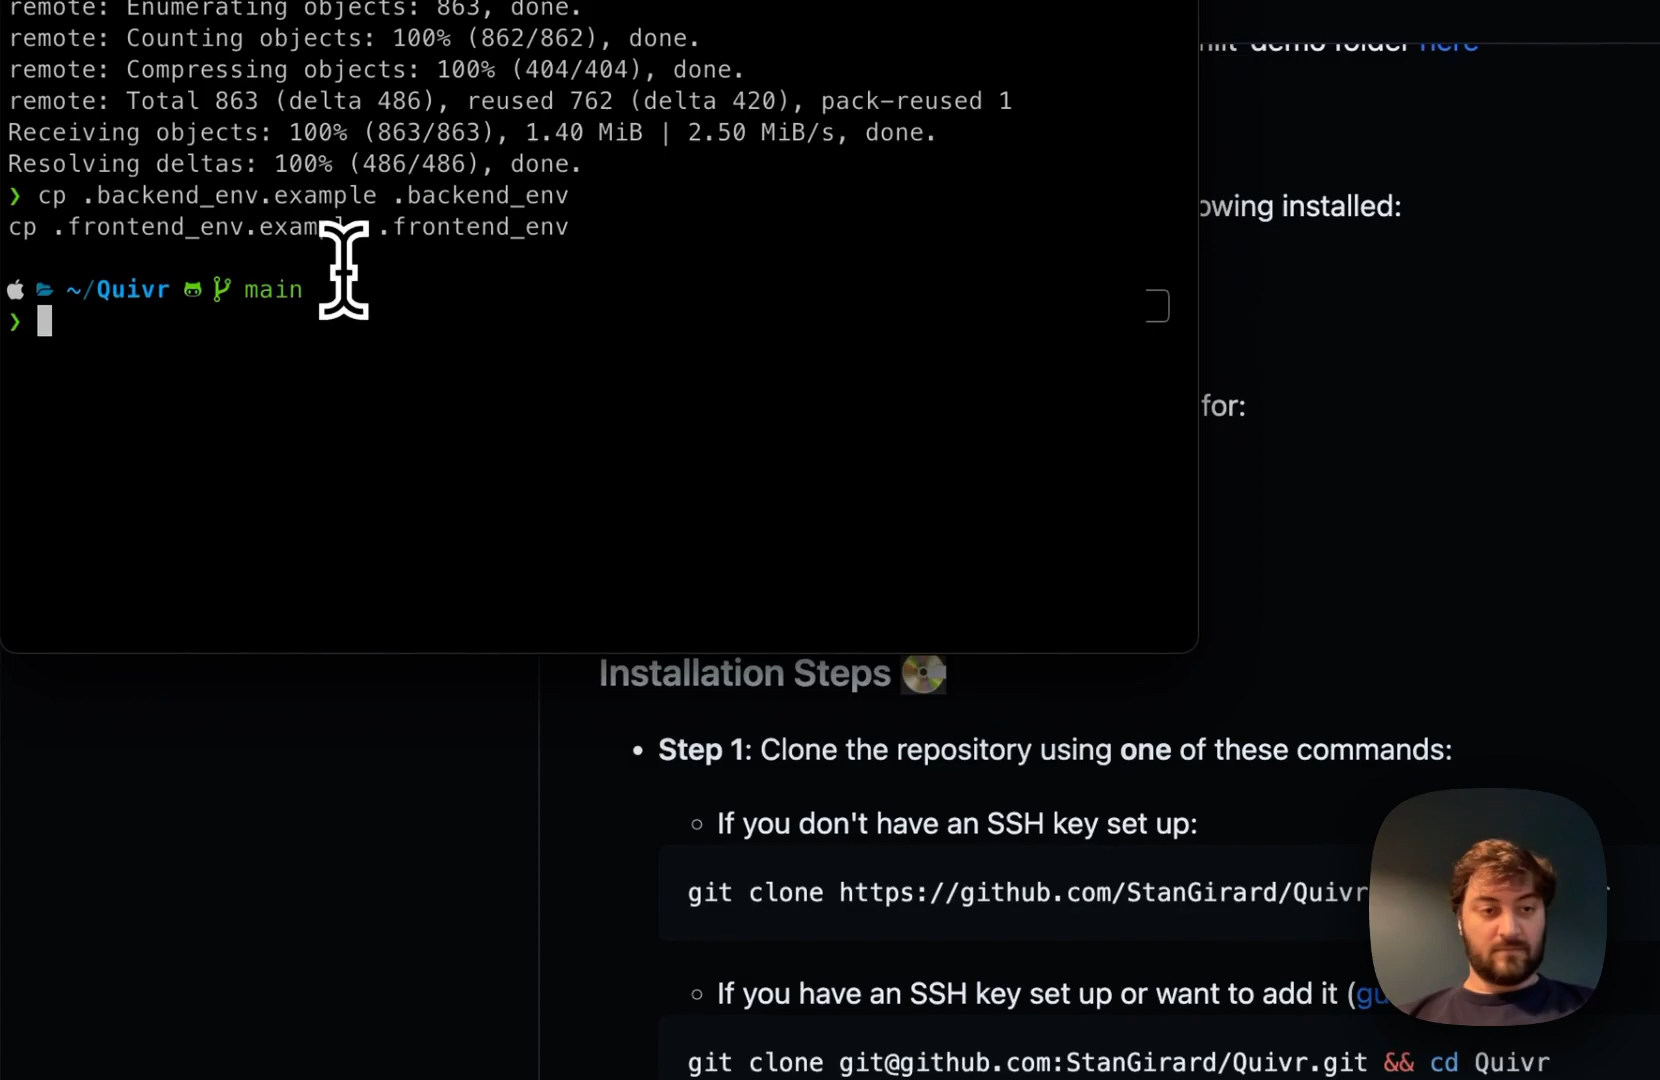 remote: Enumerating objects: 863, done.
remote: Counting objects: 100% (862/862), done.
remote: Compressing objects: 100% (404/404), done.
remote: Total 863 (delta 486), reused 762 (delta 420), pack-reused 1
Receiving objects: 100% (863/863), 1.40 MiB | 2.50 MiB/s, done.
Resolving deltas: 100% (486/486), done.
❯ cp .backend_env.example .backend_env
cp .frontend_env.exam .frontend_env
~/Quivr main
❯
demo folder here
owing installed:
for:
Installation Steps
• Step 1: Clone the repository using one of these commands:
○ If you don't have an SSH key set up:
git clone https://github.com/StanGirard/Quivr
○ If you have an SSH key set up or want to add it (gu
git clone git@github.com:StanGirard/Quivr.git && cd Quivr